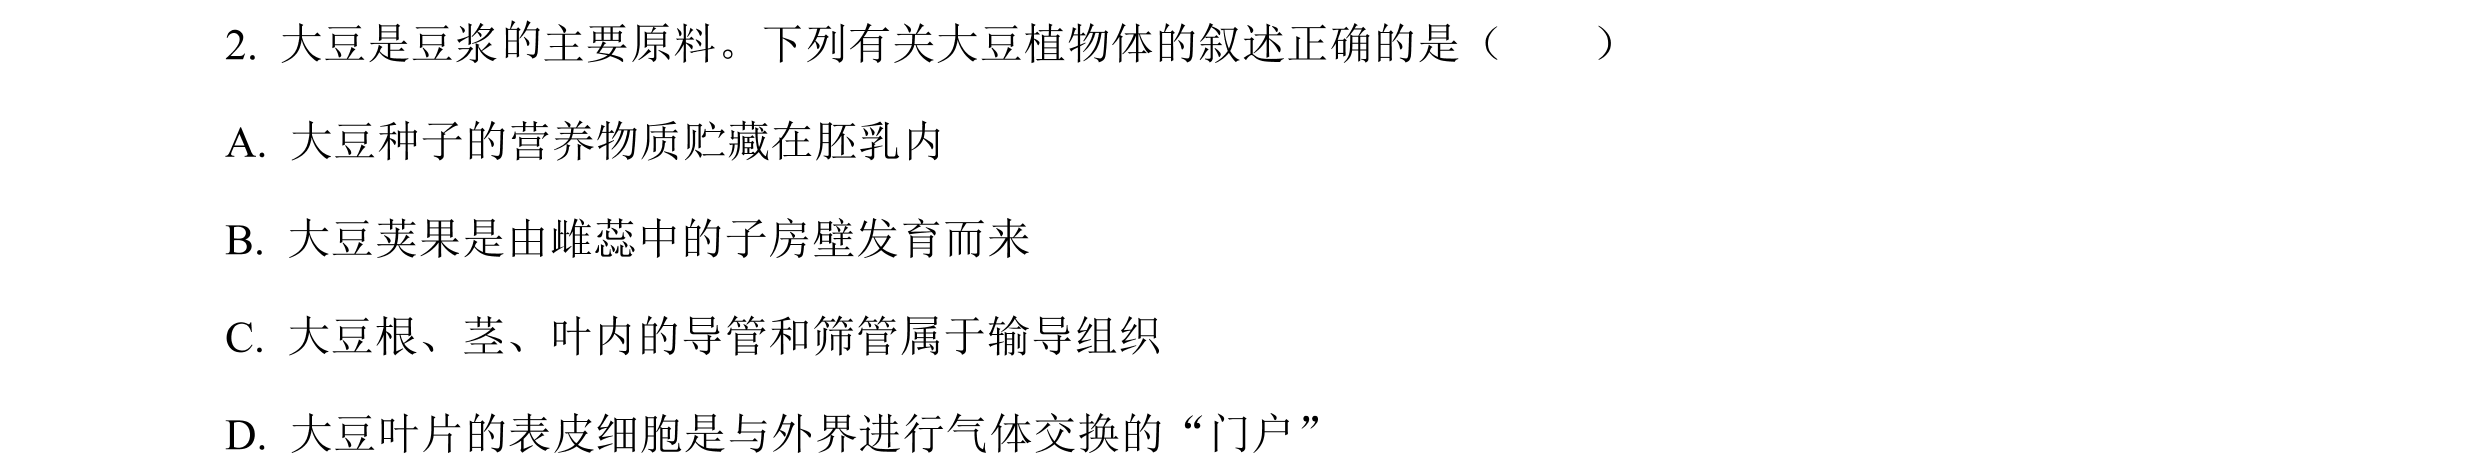 2. 大豆是豆浆的主要原料。下列有关大豆植物体的叙述正确的是（　　）
A. 大豆种子的营养物质贮藏在胚乳内
B. 大豆荚果是由雌蕊中的子房壁发育而来
C. 大豆根、茎、叶内的导管和筛管属于输导组织
D. 大豆叶片的表皮细胞是与外界进行气体交换的“门户”